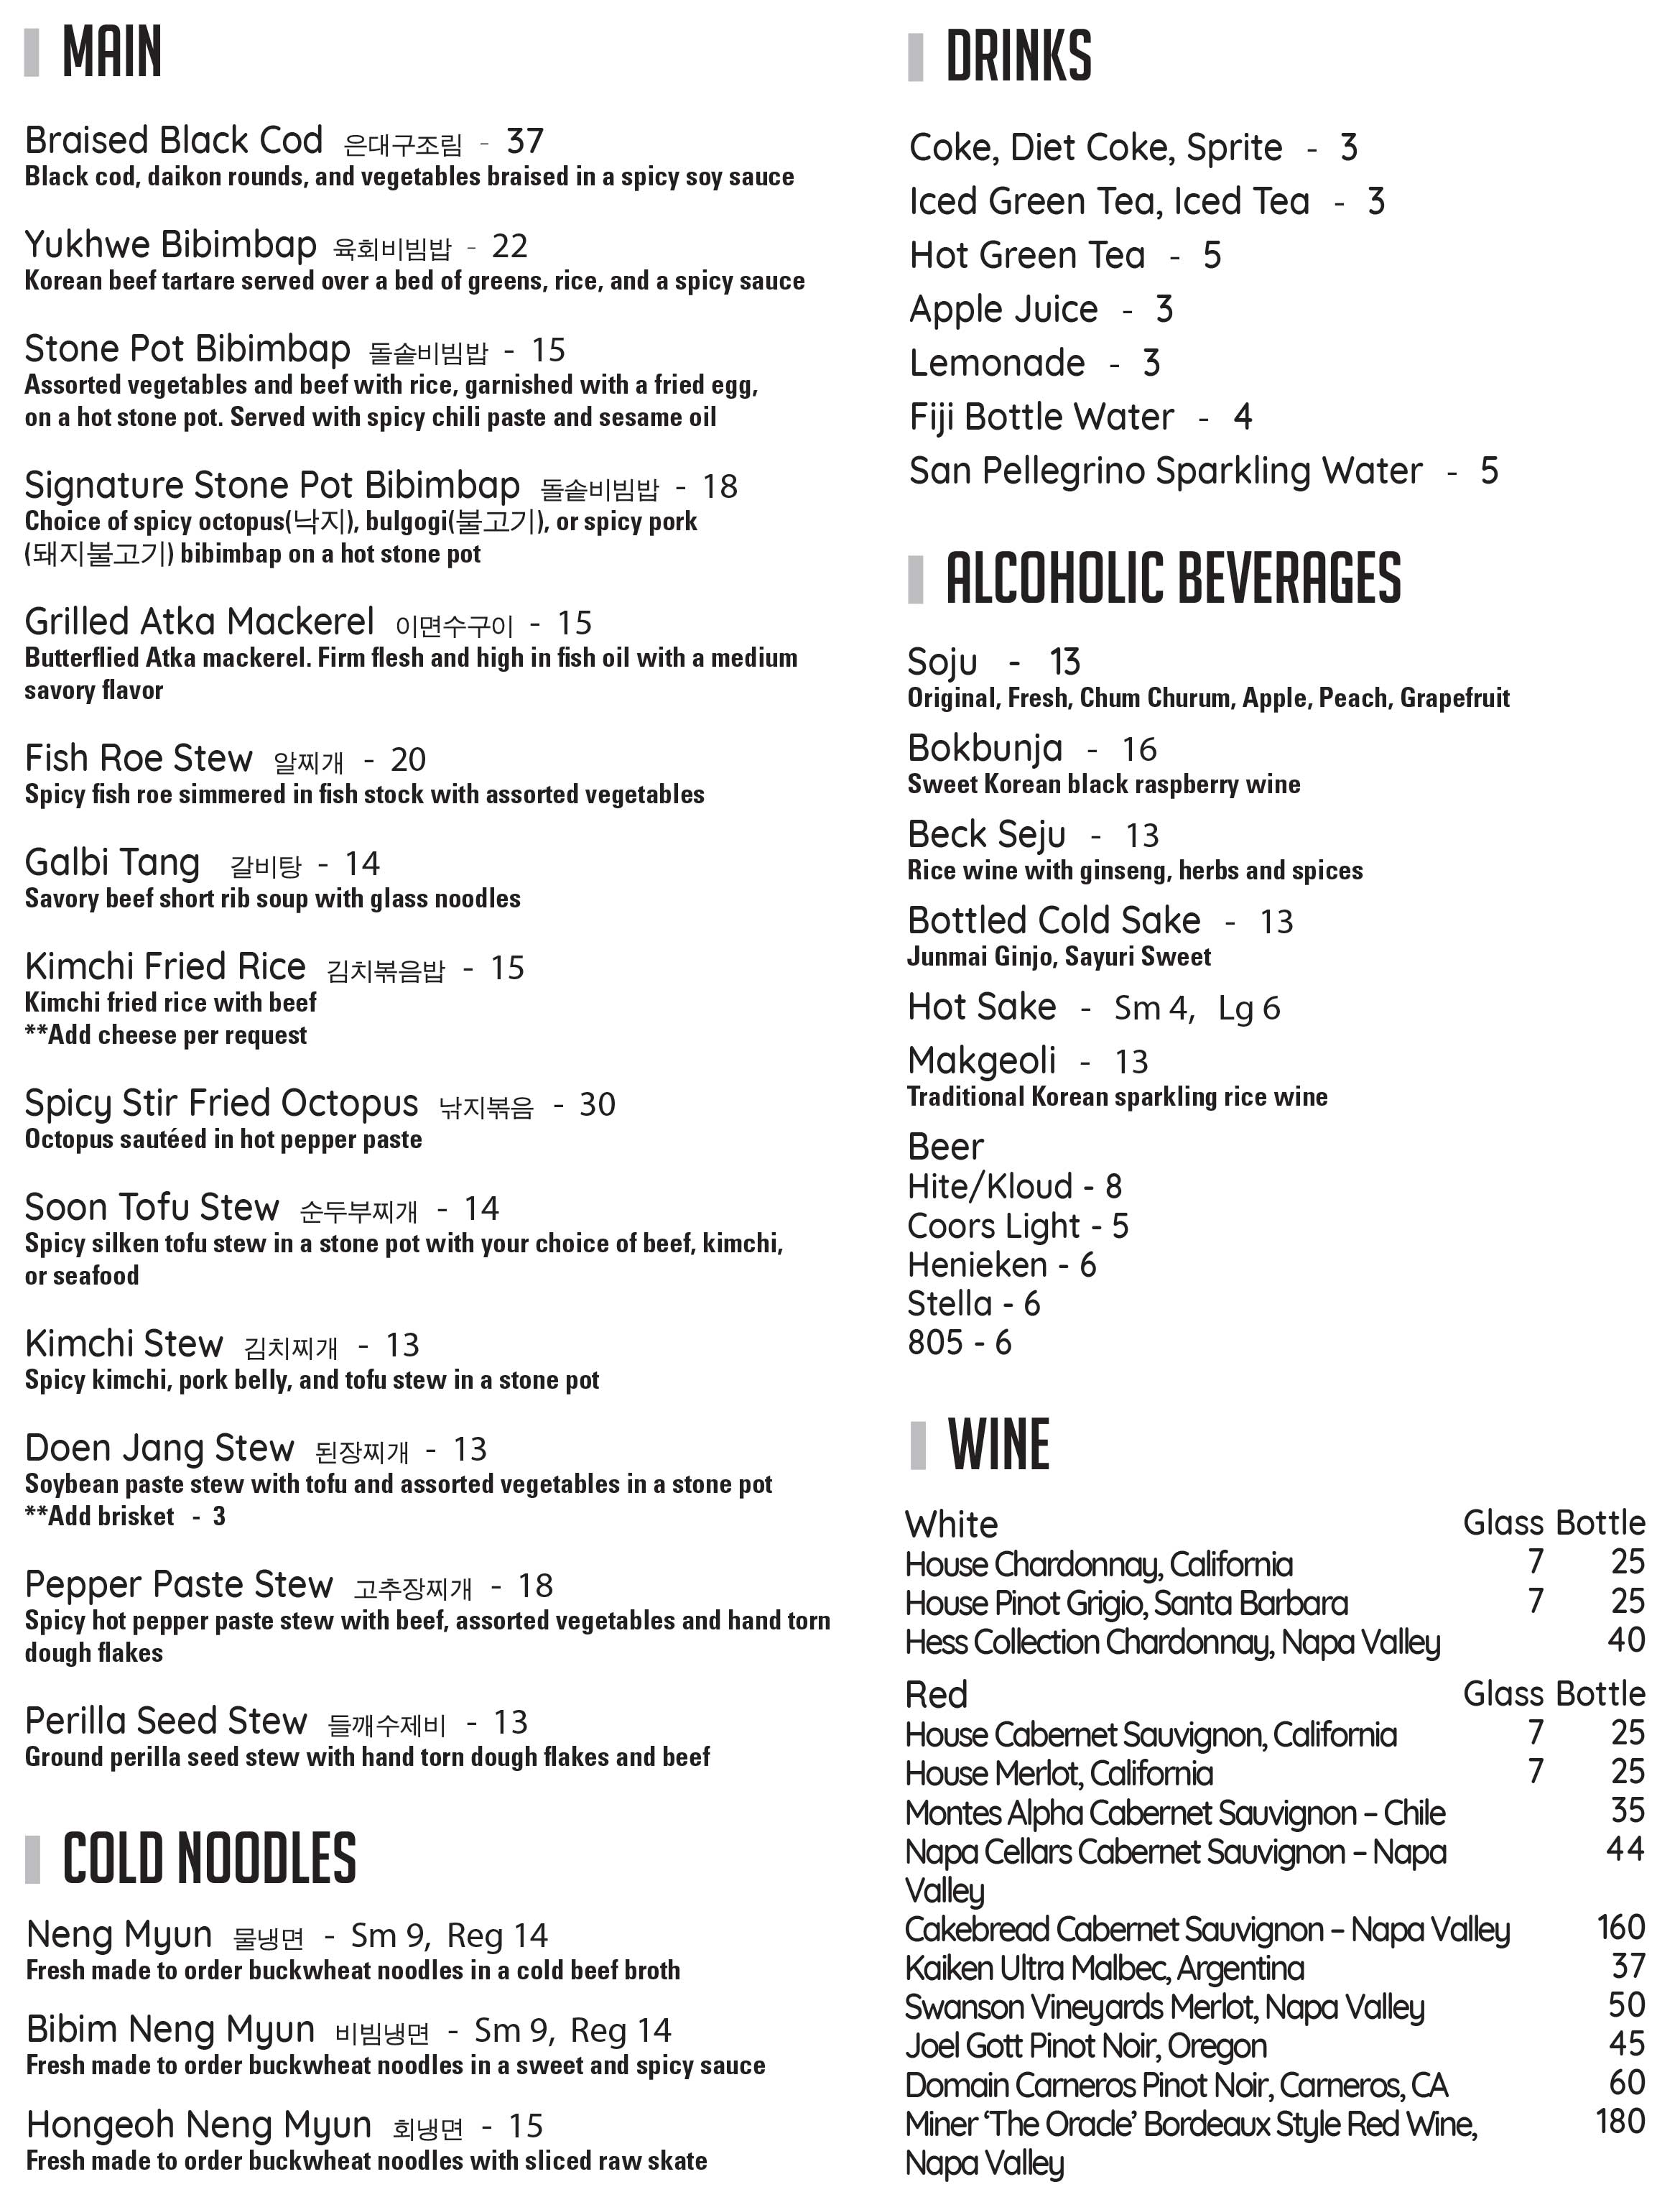 MAIN
Braised Black Cod 은대구조림 - 37
Black cod, daikon rounds, and vegetables braised in a spicy soy sauce
Yukhwe Bibimbap 육회비빔밥 - 22
Korean beef tartare served over a bed of greens, rice, and a spicy sauce
Stone Pot Bibimbap 돌솥비빔밥 - 15
Assorted vegetables and beef with rice, garnished with a fried egg,
on a hot stone pot. Served with spicy chili paste and sesame oil
Signature Stone Pot Bibimbap 돌솥비빔밥 - 18
Choice of spicy octopus(낙지), bulgogi(불고기), or spicy pork
(돼지불고기) bibimbap on a hot stone pot
Grilled Atka Mackerel 이면수구이 - 15
Butterflied Atka mackerel. Firm flesh and high in fish oil with a medium
savory flavor
Fish Roe Stew 알찌개 - 20
Spicy fish roe simmered in fish stock with assorted vegetables
Galbi Tang 갈비탕 - 14
Savory beef short rib soup with glass noodles
Kimchi Fried Rice 김치볶음밥 - 15
Kimchi fried rice with beef
**Add cheese per request
Spicy Stir Fried Octopus 낚지볶음 - 30
Octopus sautéed in hot pepper paste
Soon Tofu Stew 순두부찌개 - 14
Spicy silken tofu stew in a stone pot with your choice of beef, kimchi,
or seafood
Kimchi Stew 김치찌개 - 13
Spicy kimchi, pork belly, and tofu stew in a stone pot
Doen Jang Stew 된장찌개 - 13
Soybean paste stew with tofu and assorted vegetables in a stone pot
**Add brisket - 3
Pepper Paste Stew 고추장찌개 - 18
Spicy hot pepper paste stew with beef, assorted vegetables and hand torn
dough flakes
Perilla Seed Stew 들깨수제비 - 13
Ground perilla seed stew with hand torn dough flakes and beef
COLD NOODLES
Neng Myun 물냉면 - Sm 9, Reg 14
Fresh made to order buckwheat noodles in a cold beef broth
Bibim Neng Myun 비빔냉면 - Sm 9, Reg 14
Fresh made to order buckwheat noodles in a sweet and spicy sauce
Hongeoh Neng Myun 회냉면 - 15
Fresh made to order buckwheat noodles with sliced raw skate
DRINKS
Coke, Diet Coke, Sprite - 3
Iced Green Tea, Iced Tea - 3
Hot Green Tea - 5
Apple Juice - 3
Lemonade - 3
Fiji Bottle Water - 4
San Pellegrino Sparkling Water - 5
ALCOHOLIC BEVERAGES
Soju - 13
Original, Fresh, Chum Churum, Apple, Peach, Grapefruit
Bokbunja - 16
Sweet Korean black raspberry wine
Beck Seju - 13
Rice wine with ginseng, herbs and spices
Bottled Cold Sake - 13
Junmai Ginjo, Sayuri Sweet
Hot Sake - Sm 4, Lg 6
Makgeoli - 13
Traditional Korean sparkling rice wine
Beer
Hite/Kloud - 8
Coors Light - 5
Henieken - 6
Stella - 6
805 - 6
WINE
White Glass Bottle
House Chardonnay, California 7 25
House Pinot Grigio, Santa Barbara 7 25
Hess Collection Chardonnay, Napa Valley 40
Red Glass Bottle
House Cabernet Sauvignon, California 7 25
House Merlot, California 7 25
Montes Alpha Cabernet Sauvignon – Chile 35
Napa Cellars Cabernet Sauvignon – Napa 44
Valley
Cakebread Cabernet Sauvignon – Napa Valley 160
Kaiken Ultra Malbec, Argentina 37
Swanson Vineyards Merlot, Napa Valley 50
Joel Gott Pinot Noir, Oregon 45
Domain Carneros Pinot Noir, Carneros, CA 60
Miner ‘The Oracle’ Bordeaux Style Red Wine, 180
Napa Valley